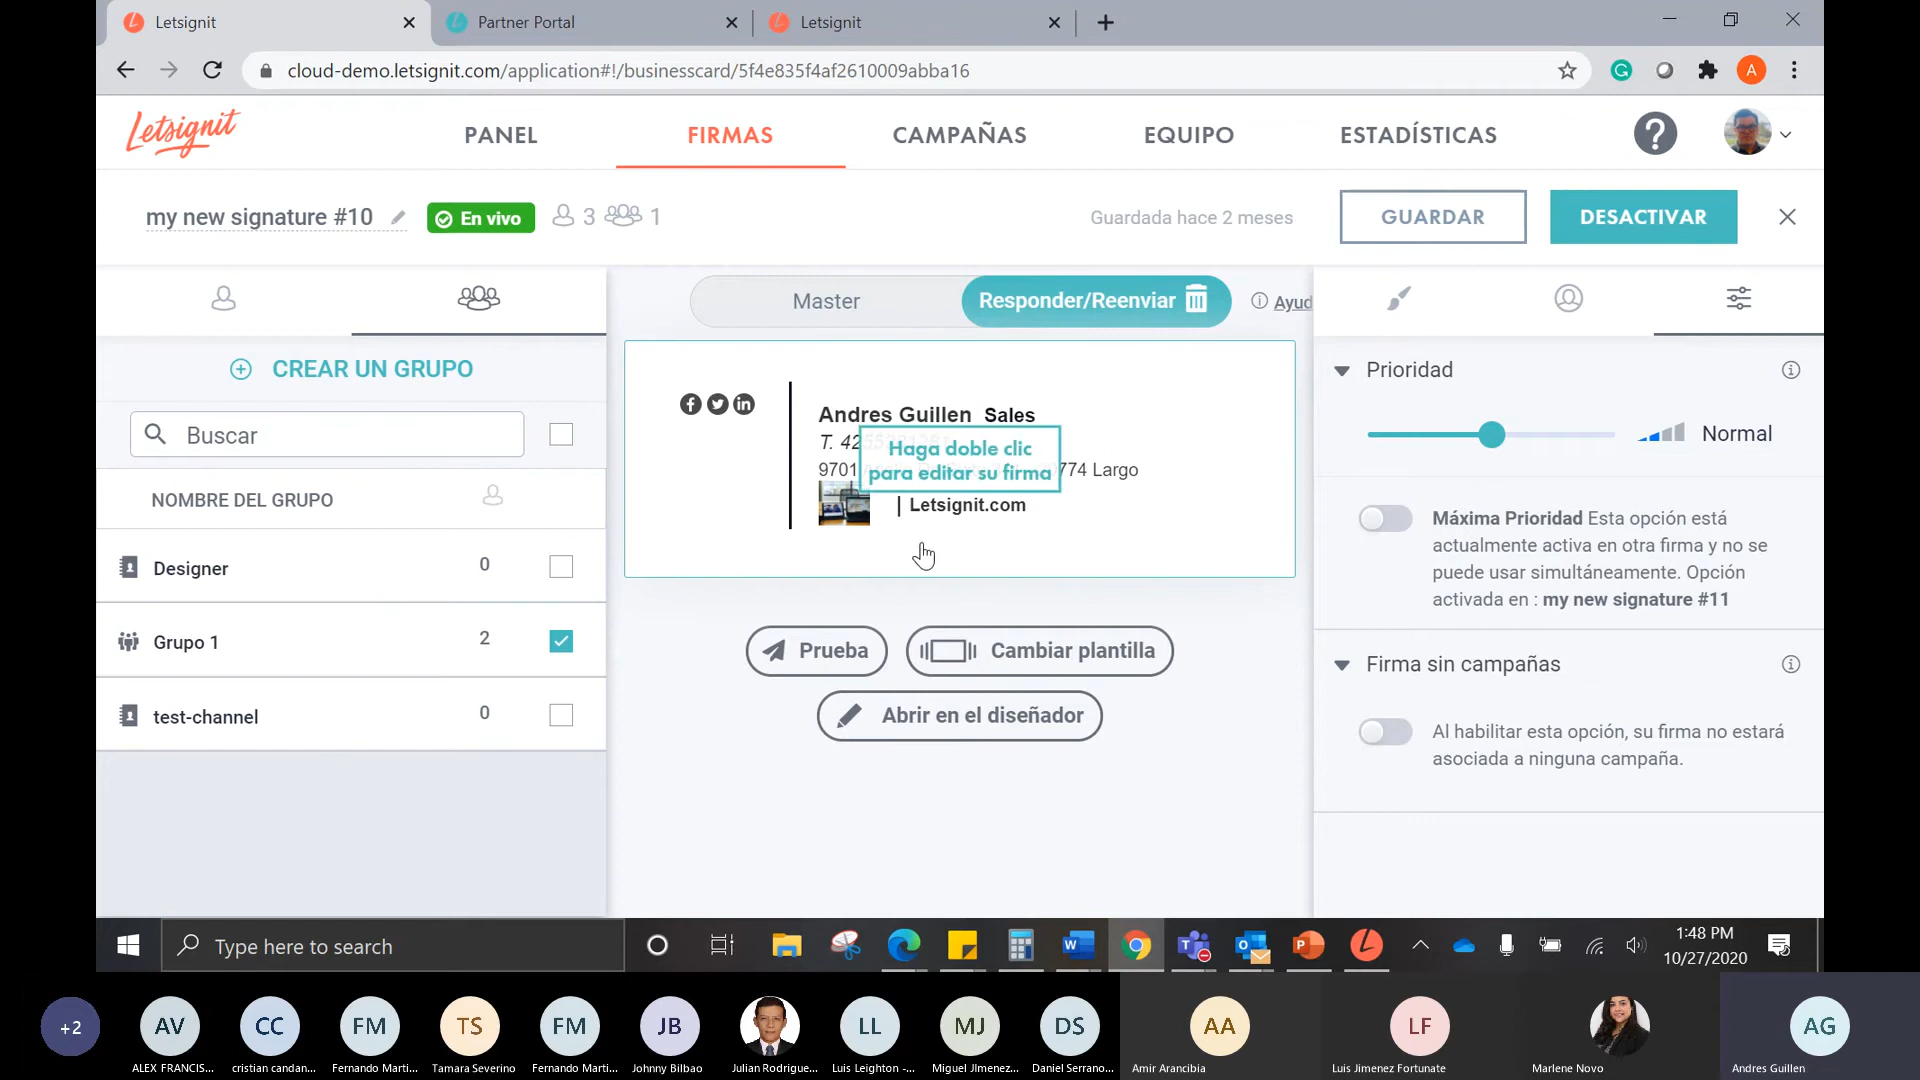 Letsignit
Partner Portal
Letsignit
cloud-demo.letsignit.com/application#!/businesscard/5f4e835f4af2610009abba16
G
A
Letsignit
PANEL
FIRMAS
CAMPAÑAS
EQUIPO
ESTADÍSTICAS
?
my new signature #10
En vivo
3
1
Guardada hace 2 meses
GUARDAR
DESACTIVAR
Master
Responder/Reenviar
CREAR UN GRUPO
Buscar
NOMBRE DEL GRUPO
Designer
0
Grupo 1
2
test-channel
0
Andres Guillen Sales
T.
Haga doble clic
para editar su firma
9701
Largo
| Letsignit.com
Prueba
Cambiar plantilla
Abrir en el diseñador
Prioridad
Normal
Máxima Prioridad Esta opción está
actualmente activa en otra firma y no se
puede usar simultáneamente. Opción
activada en : my new signature #11
Firma sin campañas
Al habilitar esta opción, su firma no estará
asociada a ninguna campaña.
Type here to search
1:48 PM
10/27/2020
+2
AV
CC
FM
TS
FM
JB
LL
MJ
DS
AA
LF
AG
ALEX FRANCIS...
cristian candan...
Fernando Marti...
Tamara Severino
Fernando Marti...
Johnny Bilbao
Julian Rodrigue...
Luis Leighton -...
Miguel JImenez...
Daniel Serrano...
Amir Arancibia
Luis Jimenez Fortunate
Marlene Novo
Andres Guillen